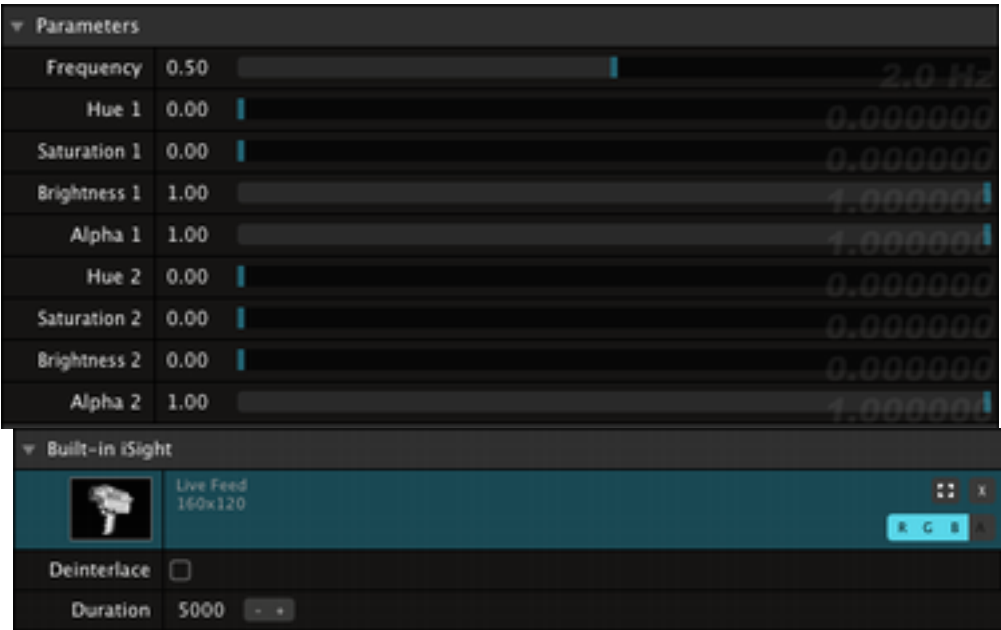 Parameters
Frequency 0.50 2.0 Hz
Hue 1 0.00 0.000000
Saturation 1 0.00 0.000000
Brightness 1 1.00 1.000000
Alpha 1 1.00 1.000000
Hue 2 0.00 0.000000
Saturation 2 0.00 0.000000
Brightness 2 0.00 0.000000
Alpha 2 1.00 1.000000
Built-in iSight
Live Feed
160x120
X
R G B A
Deinterlace
Duration 5000 - +